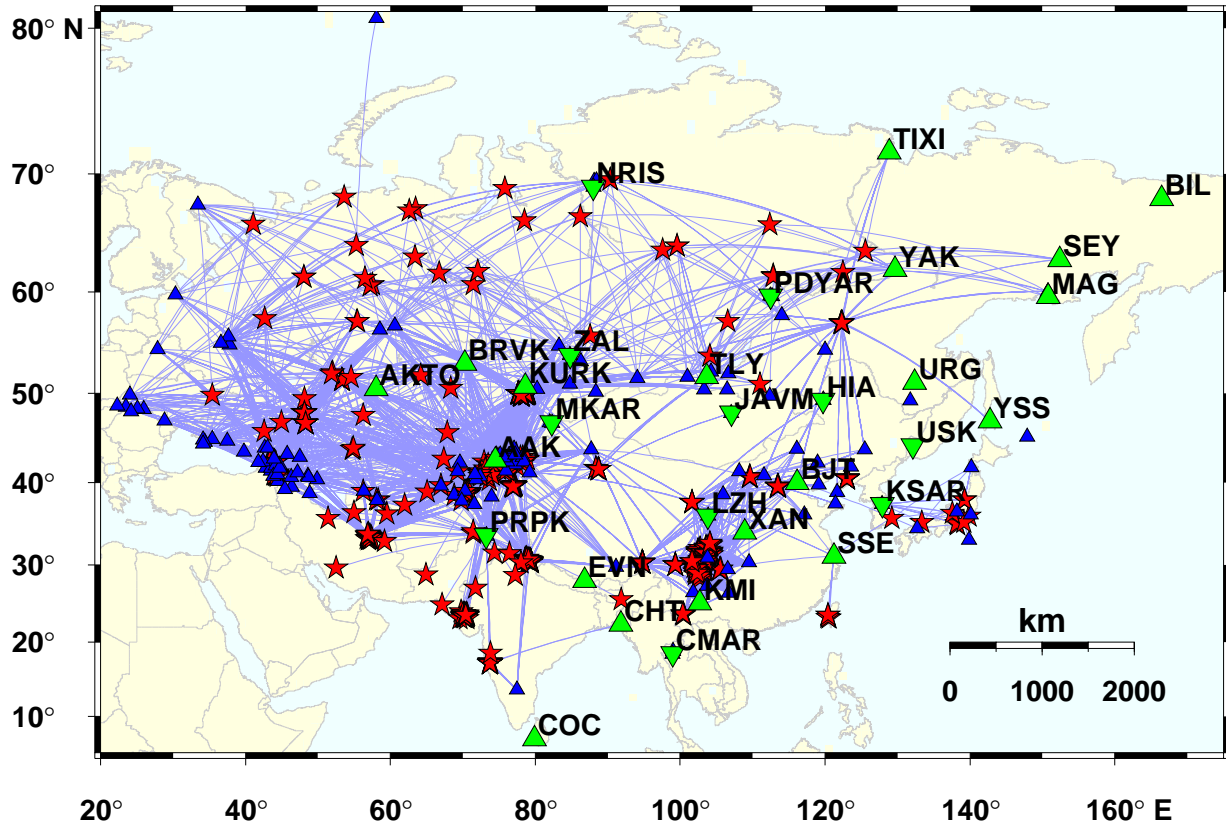 80° N
TIXI
70°
NRIS
BIL
SEY
YAK
MAG
PDYAR
60°
ZAL
BRVK
TLY
AKTO
KURK
URG
HIA
50°
JAVM
MKAR
YSS
USK
AAK
BJT
40°
KSAR
LZH
XAN
PRPK
SSE
30°
EVN
KMI
CHT
km
20°
CMAR
0 1000 2000
10°
COC
20° 40° 60° 80° 100° 120° 140° 160° E